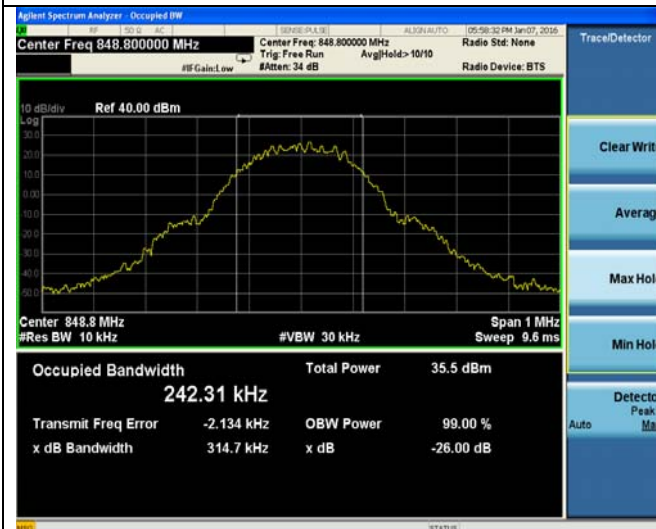 Agilent Spectrum Analyzer - Occupied BW
RF 50 Ω AC SENSE:PULSE ALIGN AUTO 05:58:32 PM Jan 07, 2016
Center Freq 848.800000 MHz
Center Freq: 848.800000 MHz
Radio Std: None
Trig: Free Run Avg|Hold:> 10/10
#IFGain:Low #Atten: 34 dB Radio Device: BTS
Trace/Detector
10 dB/div Ref 40.00 dBm
Log
30.0
20.0
10.0
0.00
-10.0
-20.0
-30.0
-40.0
-50.0
Center 848.8 MHz Span 1 MHz
#Res BW 10 kHz #VBW 30 kHz Sweep 9.6 ms
Occupied Bandwidth Total Power 35.5 dBm
242.31 kHz
Transmit Freq Error -2.134 kHz OBW Power 99.00 %
x dB Bandwidth 314.7 kHz x dB -26.00 dB
Clear Writ
Averag
Max Hol
Min Hol
Detecto
Peak
Auto Ma
MSG STATUS